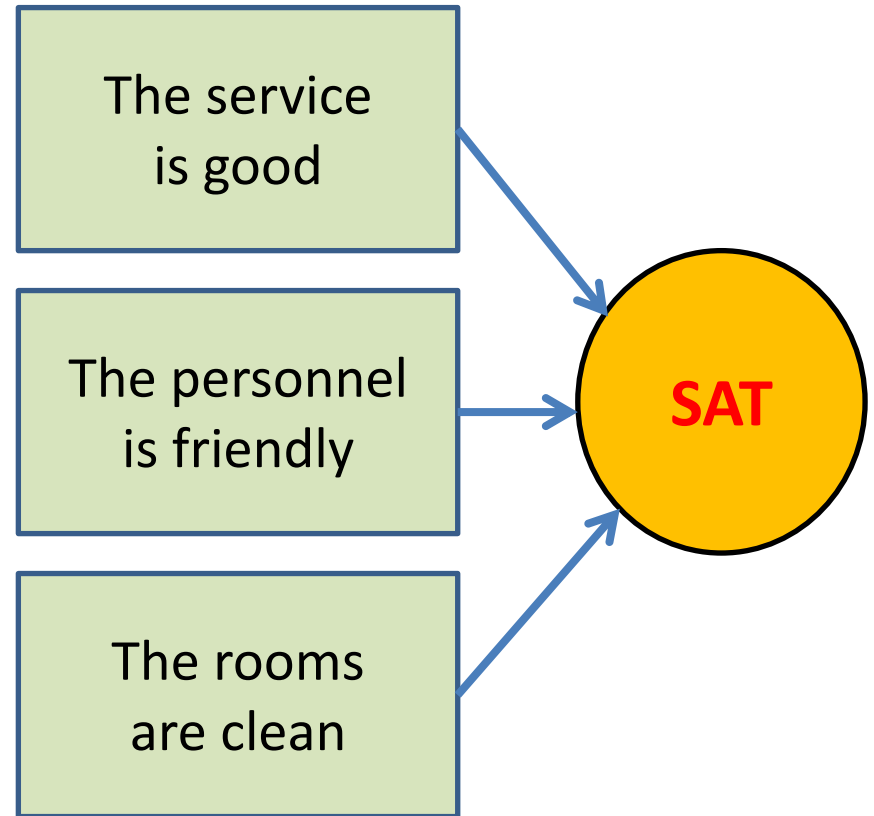 The service
is good
The personnel
is friendly
SAT
The rooms
are clean